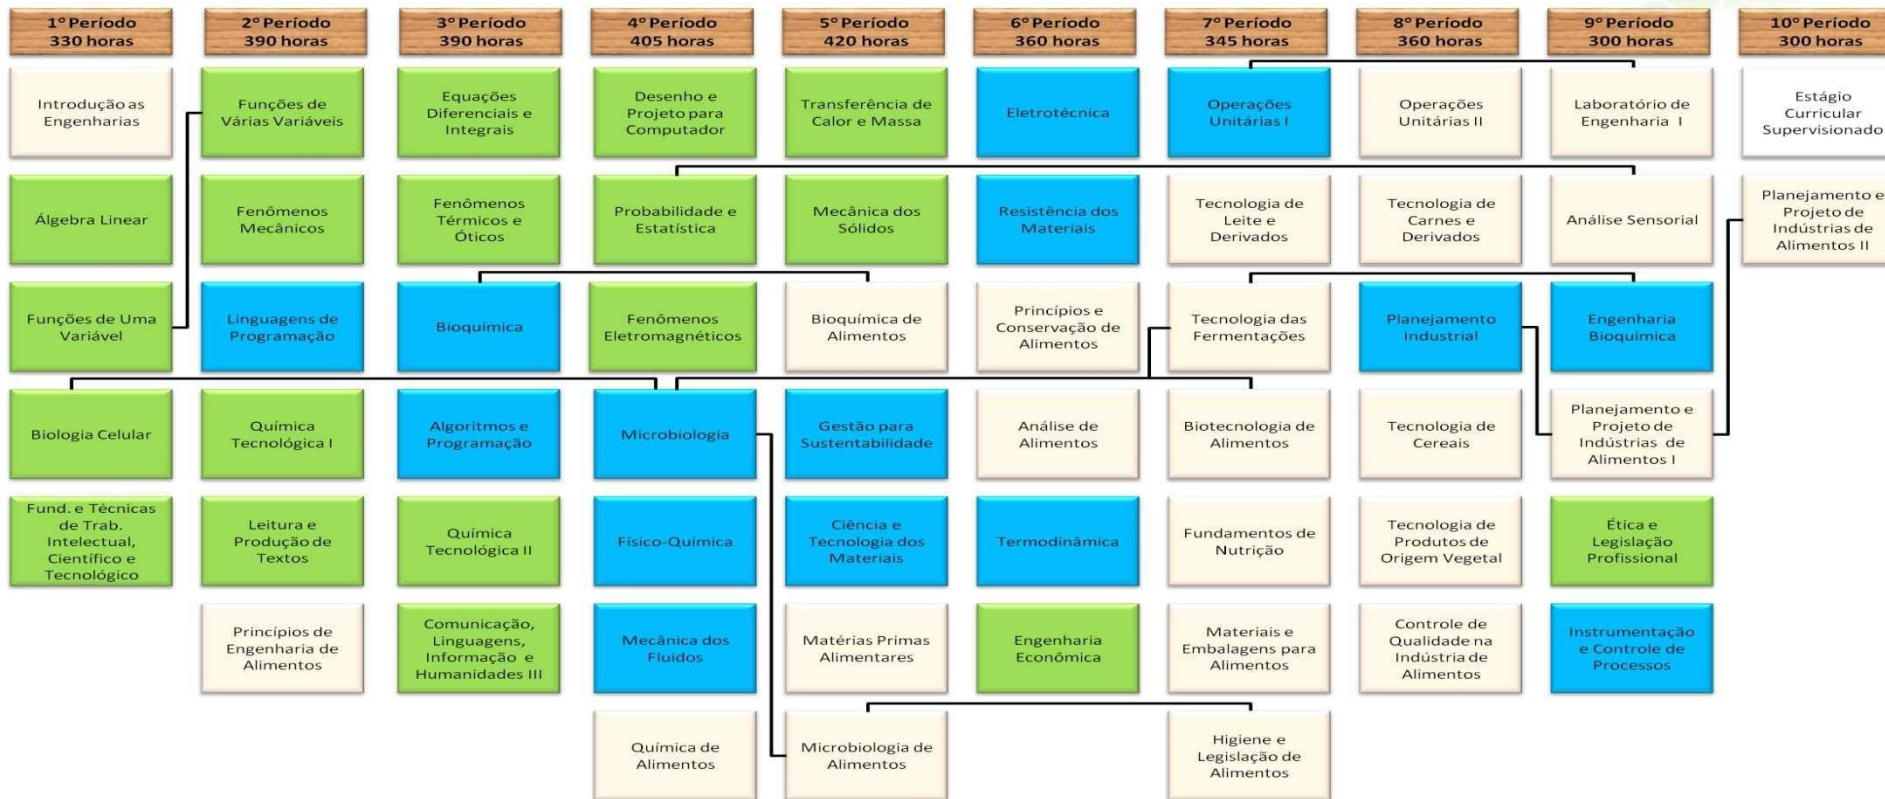 1º Período
330 horas
2º Período
390 horas
3º Período
390 horas
4º Período
405 horas
5º Período
420 horas
6º Período
360 horas
7º Período
345 horas
8º Período
360 horas
9º Período
300 horas
10º Período
300 horas
Introdução as
Engenharias
Funções de
Várias Variáveis
Equações
Diferenciais e
Integrais
Desenho e
Projeto para
Computador
Transferência de
Calor e Massa
Eletrotécnica
Operações
Unitárias I
Operações
Unitárias II
Laboratório de
Engenharia I
Estágio
Curricular
Supervisionado
Álgebra Linear
Fenômenos
Mecânicos
Fenômenos
Térmicos e
Óticos
Probabilidade e
Estatística
Mecânica dos
Sólidos
Resistência dos
Materiais
Tecnologia de
Leite e
Derivados
Tecnologia de
Carnes e
Derivados
Análise Sensorial
Planejamento e
Projeto de
Indústrias de
Alimentos II
Funções de Uma
Variável
Linguagens de
Programação
Bioquímica
Fenômenos
Eletromagnéticos
Bioquímica de
Alimentos
Princípios e
Conservação de
Alimentos
Tecnologia das
Fermentações
Planejamento
Industrial
Engenharia
Bioquímica
Biologia Celular
Química
Tecnológica I
Algoritmos e
Programação
Microbiologia
Gestão para
Sustentabilidade
Análise de
Alimentos
Biotecnologia de
Alimentos
Tecnologia de
Cereais
Planejamento e
Projeto de
Indústrias de
Alimentos I
Fund. e Técnicas
de Trab.
Intelectual,
Científico e
Tecnológico
Leitura e
Produção de
Textos
Química
Tecnológica II
Físico-Química
Ciência e
Tecnologia dos
Materiais
Termodinâmica
Fundamentos de
Nutrição
Tecnologia de
Produtos de
Origem Vegetal
Ética e
Legislação
Profissional
Princípios de
Engenharia de
Alimentos
Comunicação,
Linguagens,
Informação e
Humanidades III
Mecânica dos
Fluidos
Matérias Primas
Alimentares
Engenharia
Econômica
Materiais e
Embalagens para
Alimentos
Controle de
Qualidade na
Indústria de
Alimentos
Instrumentação
e Controle de
Processos
Química de
Alimentos
Microbiologia de
Alimentos
Higiene e
Legislação de
Alimentos